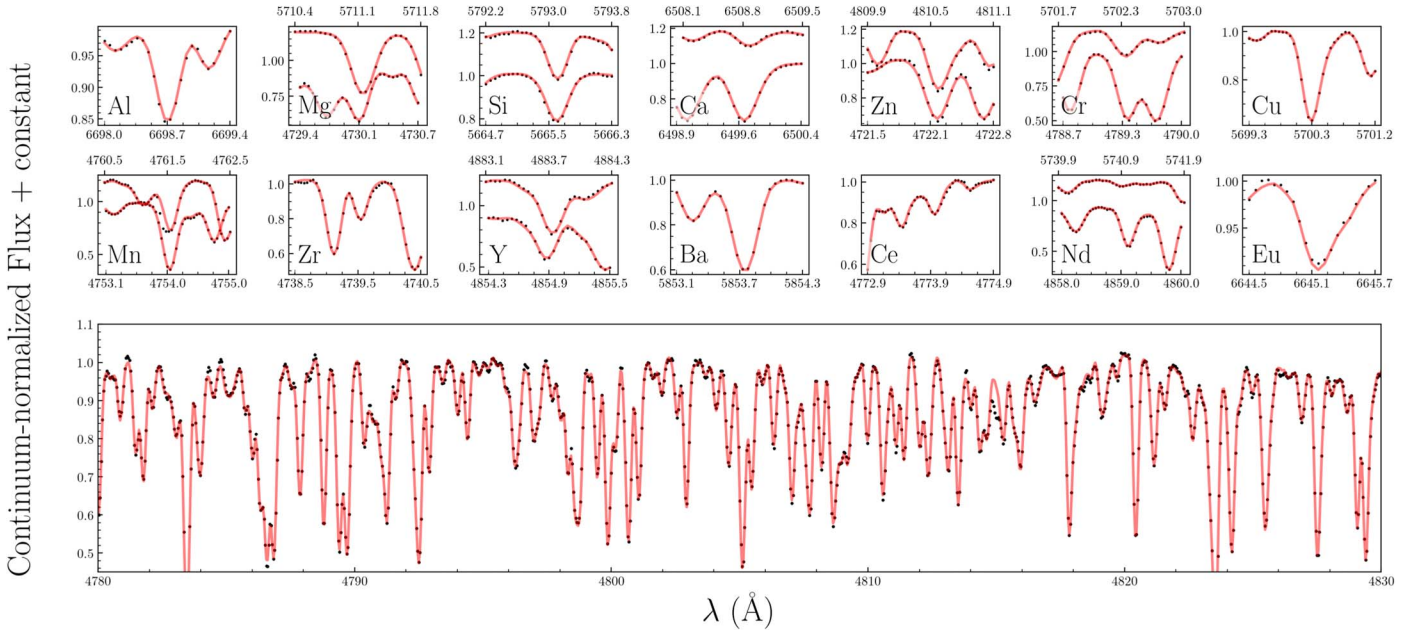 Continuum-normalized Flux + constant
5710.4 5711.1 5711.8 5792.2 5793.0 5793.8 6508.1 6508.8 6509.5 4809.9 4810.5 4811.1 5701.7 5702.3 5703.0
0.95 0.90 0.85 Al
1.00 0.75 Mg
1.2 1.0 0.8 Si
1.2 1.0 0.8 Ca
1.2 1.0 0.8 Zn
1.00 0.75 0.50 Cr
1.0 0.8 Cu
6698.0 6698.7 6699.4 4729.4 4730.1 4730.7 5664.7 5665.5 5666.3 6498.9 6499.6 6500.4 4721.5 4722.1 4722.8 4788.7 4789.3 4790.0 5699.3 5700.3 5701.2
4760.5 4761.5 4762.5 4883.1 4883.7 4884.3 5739.9 5740.9 5741.9
1.0 0.5 Mn
1.0 0.8 0.6 Zr
1.0 0.5 Y
1.0 0.8 0.6 Ba
1.0 0.8 0.6 Ce
1.0 0.5 Nd
1.00 0.95 Eu
4753.1 4754.0 4755.0 4738.5 4739.5 4740.5 4854.3 4854.9 4855.5 5853.1 5853.7 5854.3 4772.9 4773.9 4774.9 4858.0 4859.0 4860.0 6644.5 6645.1 6645.7
1.1
1.0
0.9
0.8
0.7
0.6
0.5
4780 4790 4800 4810 4820 4830
λ (Å)